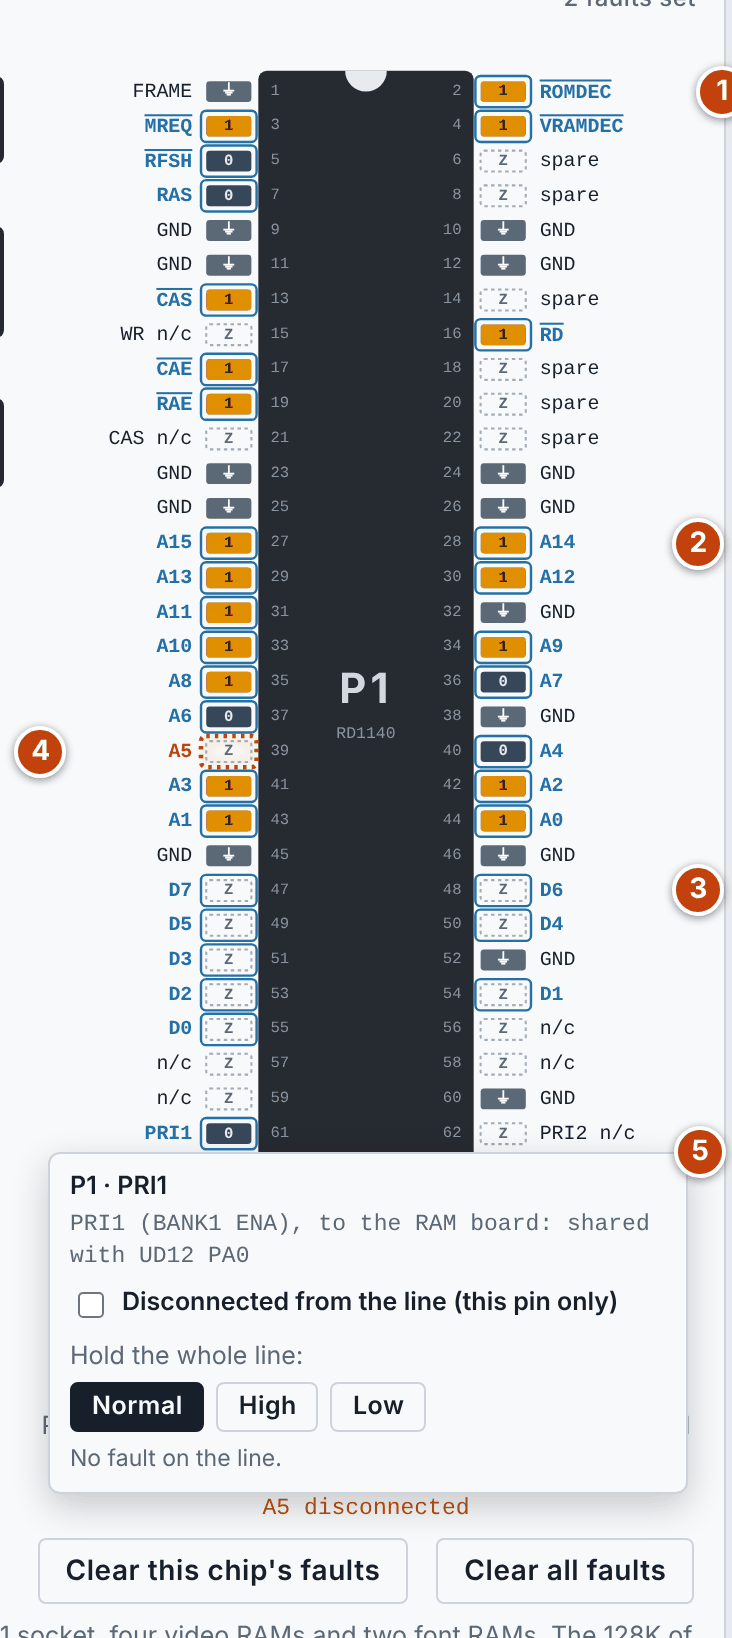 2 faults set
FRAME 1 2 1 ROMDEC 1
MREQ 1 3 4 1 VRAMDEC
RFSH 0 5 6 Z spare
RAS 0 7 8 Z spare
GND 9 10 GND
GND 11 12 GND
CAS 1 13 14 Z spare
WR n/c Z 15 16 1 RD
CAE 1 17 18 Z spare
RAE 1 19 20 Z spare
CAS n/c Z 21 22 Z spare
GND 23 24 GND
GND 25 26 GND
A15 1 27 28 1 A14 2
A13 1 29 30 1 A12
A11 1 31 32 GND
A10 1 33 34 1 A9
A8 1 35 P1 36 0 A7
A6 0 37 38 GND
RD1140
4 A5 Z 39 40 0 A4
A3 1 41 42 1 A2
A1 1 43 44 1 A0
GND 45 46 GND
D7 Z 47 48 Z D6 3
D5 Z 49 50 Z D4
D3 Z 51 52 GND
D2 Z 53 54 Z D1
D0 Z 55 56 Z n/c
n/c Z 57 58 Z n/c
n/c Z 59 60 GND
PRI1 0 61 62 Z PRI2 n/c
5
P1 · PRI1
PRI1 (BANK1 ENA), to the RAM board: shared
with UD12 PA0
Disconnected from the line (this pin only)
Hold the whole line:
Normal High Low
No fault on the line.
A5 disconnected
Clear this chip's faults Clear all faults
1 socket, four video RAMs and two font RAMs. The 128K of